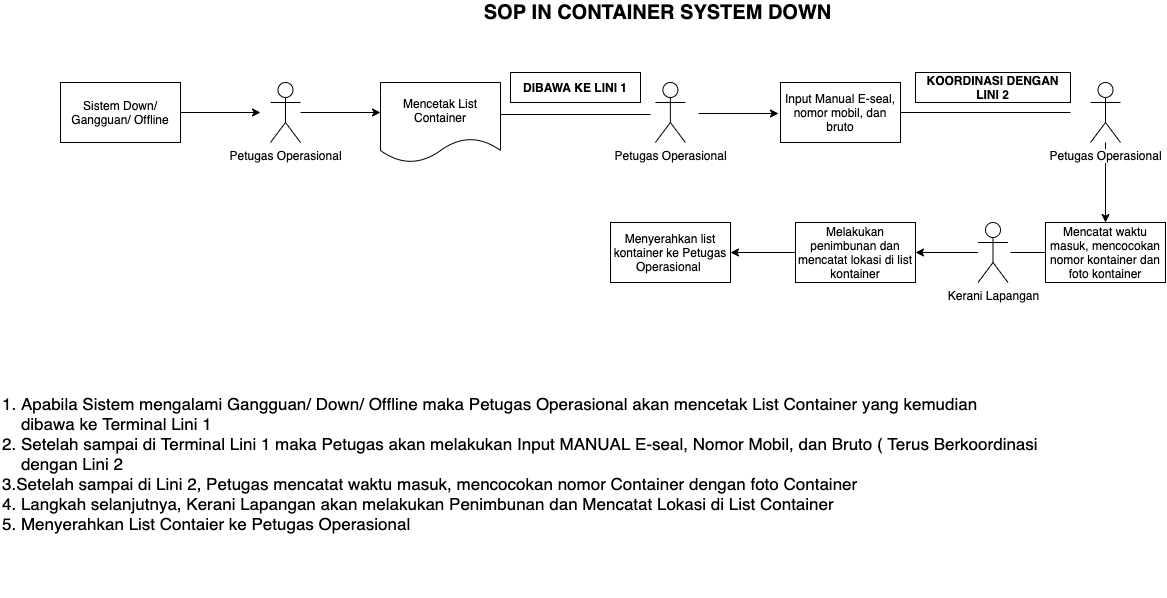 SOP IN CONTAINER SYSTEM DOWN
Sistem Down/
Gangguan/ Offline
Petugas Operasional
Mencetak List
Container
DIBAWA KE LINI 1
Petugas Operasional
Input Manual E-seal,
nomor mobil, dan
bruto
KOORDINASI DENGAN
LINI 2
Petugas Operasional
Mencatat waktu
masuk, mencocokan
nomor kontainer dan
foto kontainer
Kerani Lapangan
Melakukan
penimbunan dan
mencatat lokasi di list
kontainer
Menyerahkan list
kontainer ke Petugas
Operasional
1. Apabila Sistem mengalami Gangguan/ Down/ Offline maka Petugas Operasional akan mencetak List Container yang kemudian
dibawa ke Terminal Lini 1
2. Setelah sampai di Terminal Lini 1 maka Petugas akan melakukan Input MANUAL E-seal, Nomor Mobil, dan Bruto ( Terus Berkoordinasi
dengan Lini 2
3.Setelah sampai di Lini 2, Petugas mencatat waktu masuk, mencocokan nomor Container dengan foto Container
4. Langkah selanjutnya, Kerani Lapangan akan melakukan Penimbunan dan Mencatat Lokasi di List Container
5. Menyerahkan List Contaier ke Petugas Operasional